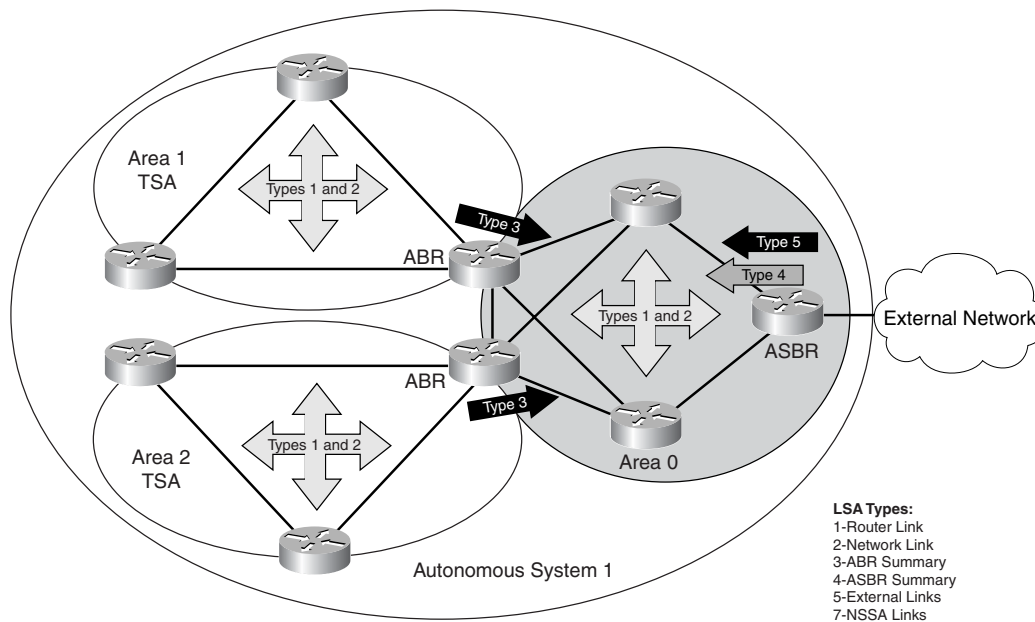 Area 1
TSA
Types 1 and 2
ABR
Type 3
Type 5
Type 4
Types 1 and 2
External Network
ASBR
ABR
Type 3
Area 0
Types 1 and 2
Area 2
TSA
Autonomous System 1
LSA Types:
1-Router Link
2-Network Link
3-ABR Summary
4-ASBR Summary
5-External Links
7-NSSA Links